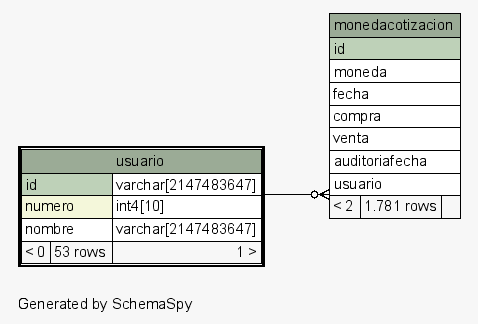 monedacotizacion
id
moneda
fecha
compra
venta
auditoriafecha
usuario
< 2 1.781 rows
usuario
id varchar[2147483647]
numero int4[10]
nombre varchar[2147483647]
< 0 53 rows 1 >
Generated by SchemaSpy